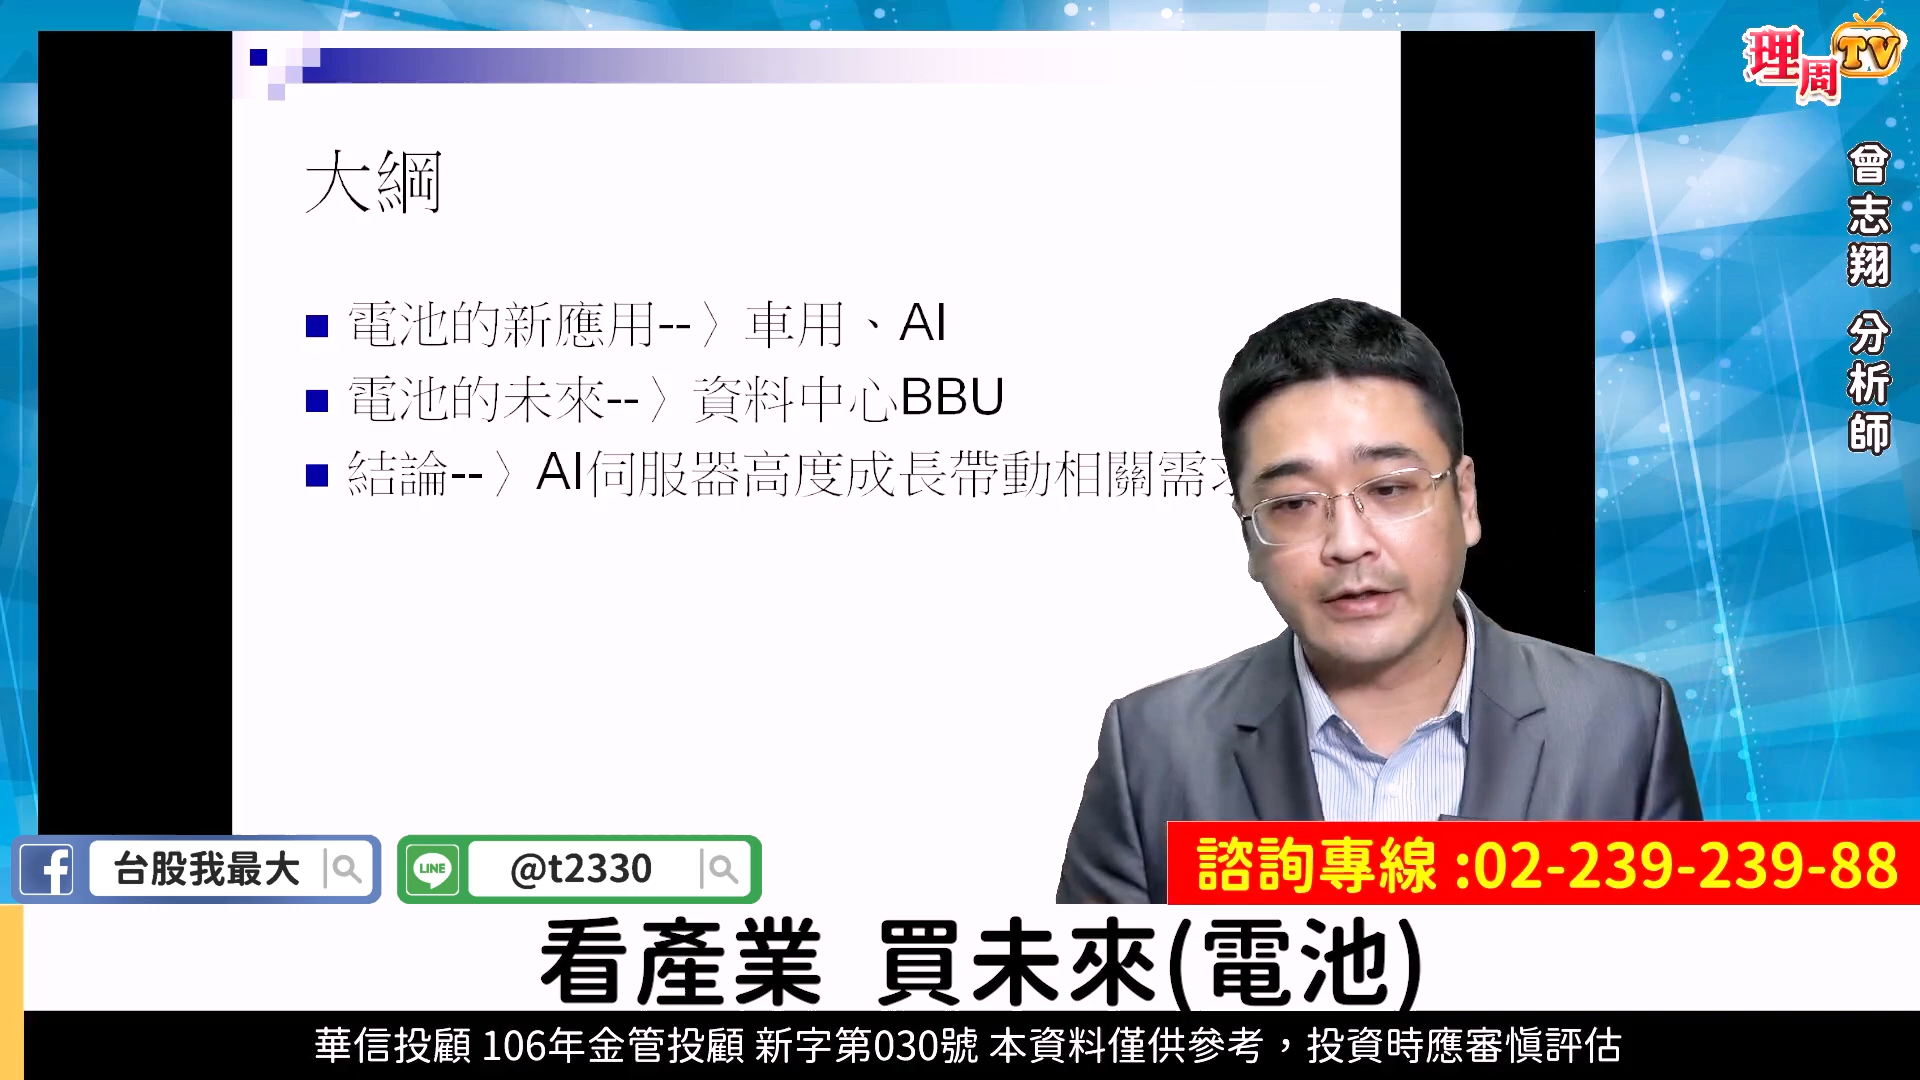 理周TV
曾志翔 分析師
大綱
電池的新應用--〉車用、AI
電池的未來--〉資料中心BBU
結論--〉AI伺服器高度成長帶動相關需求
台股我最大
LINE
@t2330
諮詢專線:02-239-239-88
看產業 買未來(電池)
華信投顧 106年金管投顧 新字第030號 本資料僅供參考，投資時應審慎評估